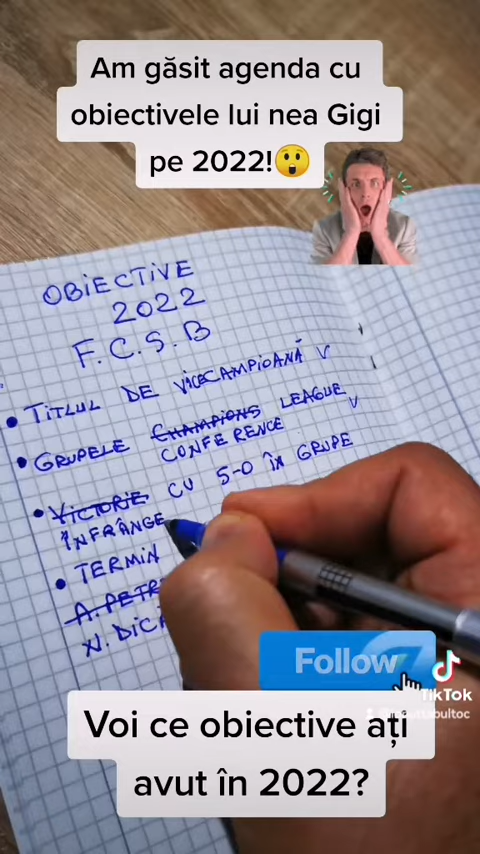 Am găsit agenda cu
obiectivele lui nea Gigi
pe 2022!😲
OBIECTIVE
2022
F.C.S.B
• TITLUL DE VICECAMPIOANĂ V
• GRUPELE CHAMPIONS LEAGUE V
CONFERENCE
• VICTORIE CU 5-0 ÎN GRUPE
ÎNFRÂNGE
• TERMIN
A. PETR
N. DICĂ
Follow
TikTok
Voi ce obiective ați
avut în 2022?